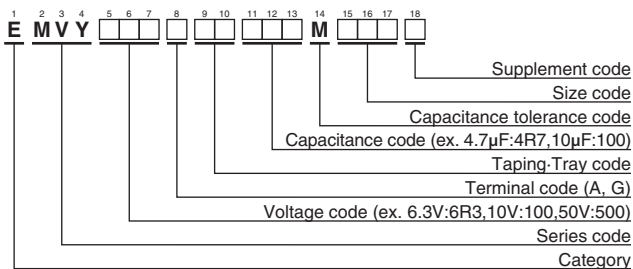 1 2 3 4 5 6 7 8 9 10 11 12 13 14 15 16 17 18
E M V Y □□□ □ □□ □□□ M □□□ □
Supplement code
Size code
Capacitance tolerance code
Capacitance code (ex. 4.7µF:4R7,10µF:100)
Taping·Tray code
Terminal code (A, G)
Voltage code (ex. 6.3V:6R3,10V:100,50V:500)
Series code
Category